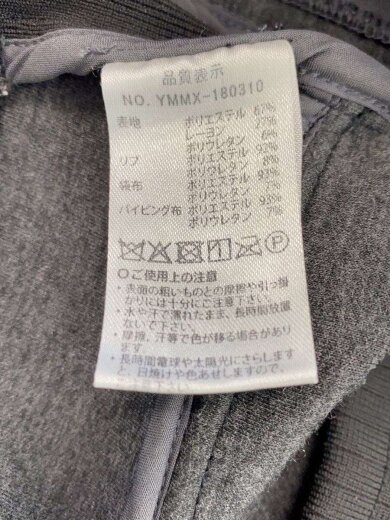 品質表示
NO. YMMX-180310
表地 ポリエステル 67%
レーヨン 27%
ポリウレタン 6%
リブ ポリエステル 92%
ポリウレタン 8%
袋布 ポリエステル 93%
ポリウレタン 7%
パイピング布 ポリエステル 93%
ポリウレタン 7%
P
○ご使用上の注意
・表面の粗いものとの摩擦や引っ掛
かりには十分にご注意下さい。
・水や汗で濡れたまま、長時間放置
ないで下さい。
・摩擦、汗等で色が移る場合があり
ます。
・長時間電球や太陽光にさらします
と、日焼けや色あせしますので、